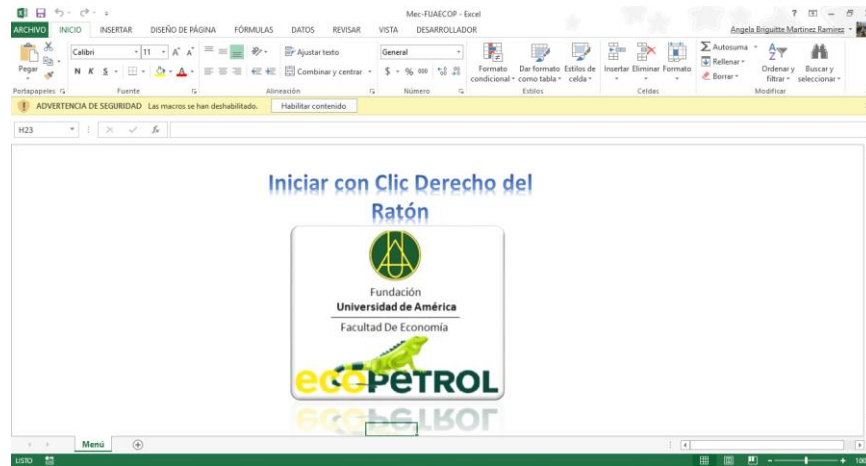 Mec-FUAECOP - Excel
ARCHIVO INICIO INSERTAR DISEÑO DE PÁGINA FÓRMULAS DATOS REVISAR VISTA DESARROLLADOR Angela Briguitte Martinez Ramirez
Pegar
Calibri 11
N K S
Ajustar texto
Combinar y centrar
General
$ % 000
Formato condicional
Dar formato como tabla
Estilos de celda
Insertar Eliminar Formato
Autosuma
Rellenar
Borrar
Ordenar y filtrar
Buscar y seleccionar
Portapapeles Fuente Alineación Número Estilos Celdas Modificar
ADVERTENCIA DE SEGURIDAD Las macros se han deshabilitado. Habilitar contenido
H23 fx
Iniciar con Clic Derecho del
Ratón
Fundación
Universidad de América
Facultad De Economía
ecoPETROL
Menú
LISTO